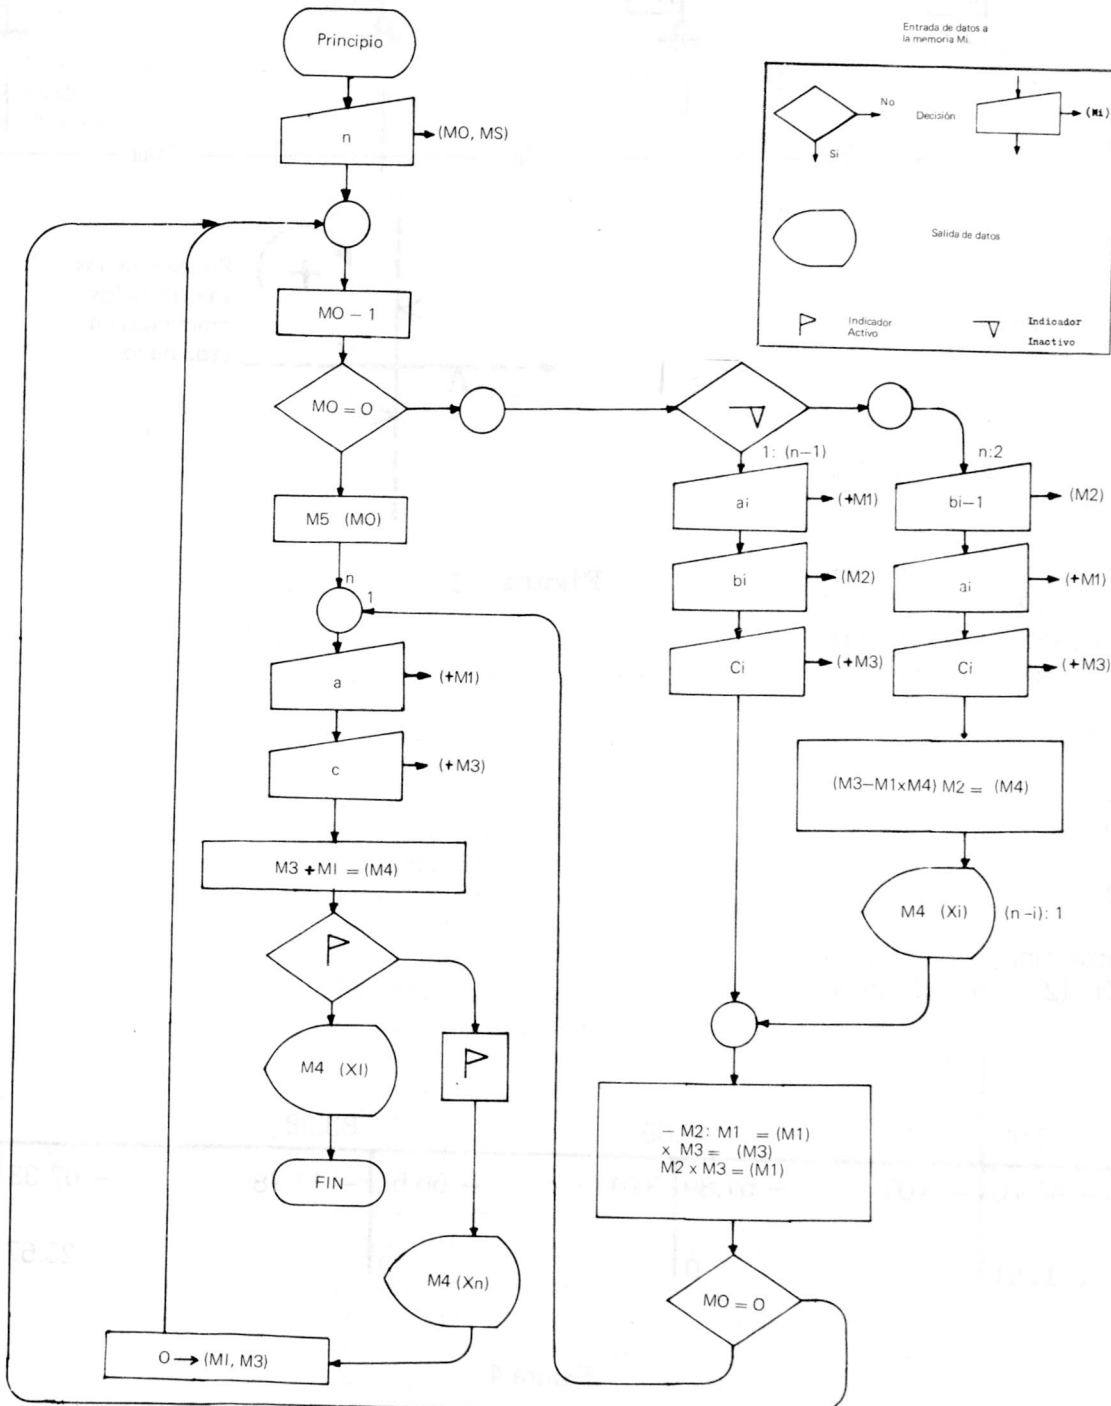 Principio
n
(MO, MS)
MO – 1
MO = O
M5 (MO)
n
1
a
(+M1)
c
(+M3)
M3 + MI = (M4)
M4 (XI)
FIN
M4 (Xn)
O → (MI, M3)
1: (n–1)
ai
(+M1)
bi
(M2)
Ci
(+M3)
n:2
bi–1
(M2)
ai
(+M1)
Ci
(+M3)
(M3–M1xM4) M2 = (M4)
M4 (Xi)
(n –i): 1
– M2: M1 = (M1)
x M3 = (M3)
M2 x M3 = (M1)
MO = O
Entrada de datos a
la memoria Mi.
No
Decisión
(Mi)
Si
Salida de datos
Indicador
Activo
Indicador
Inactivo